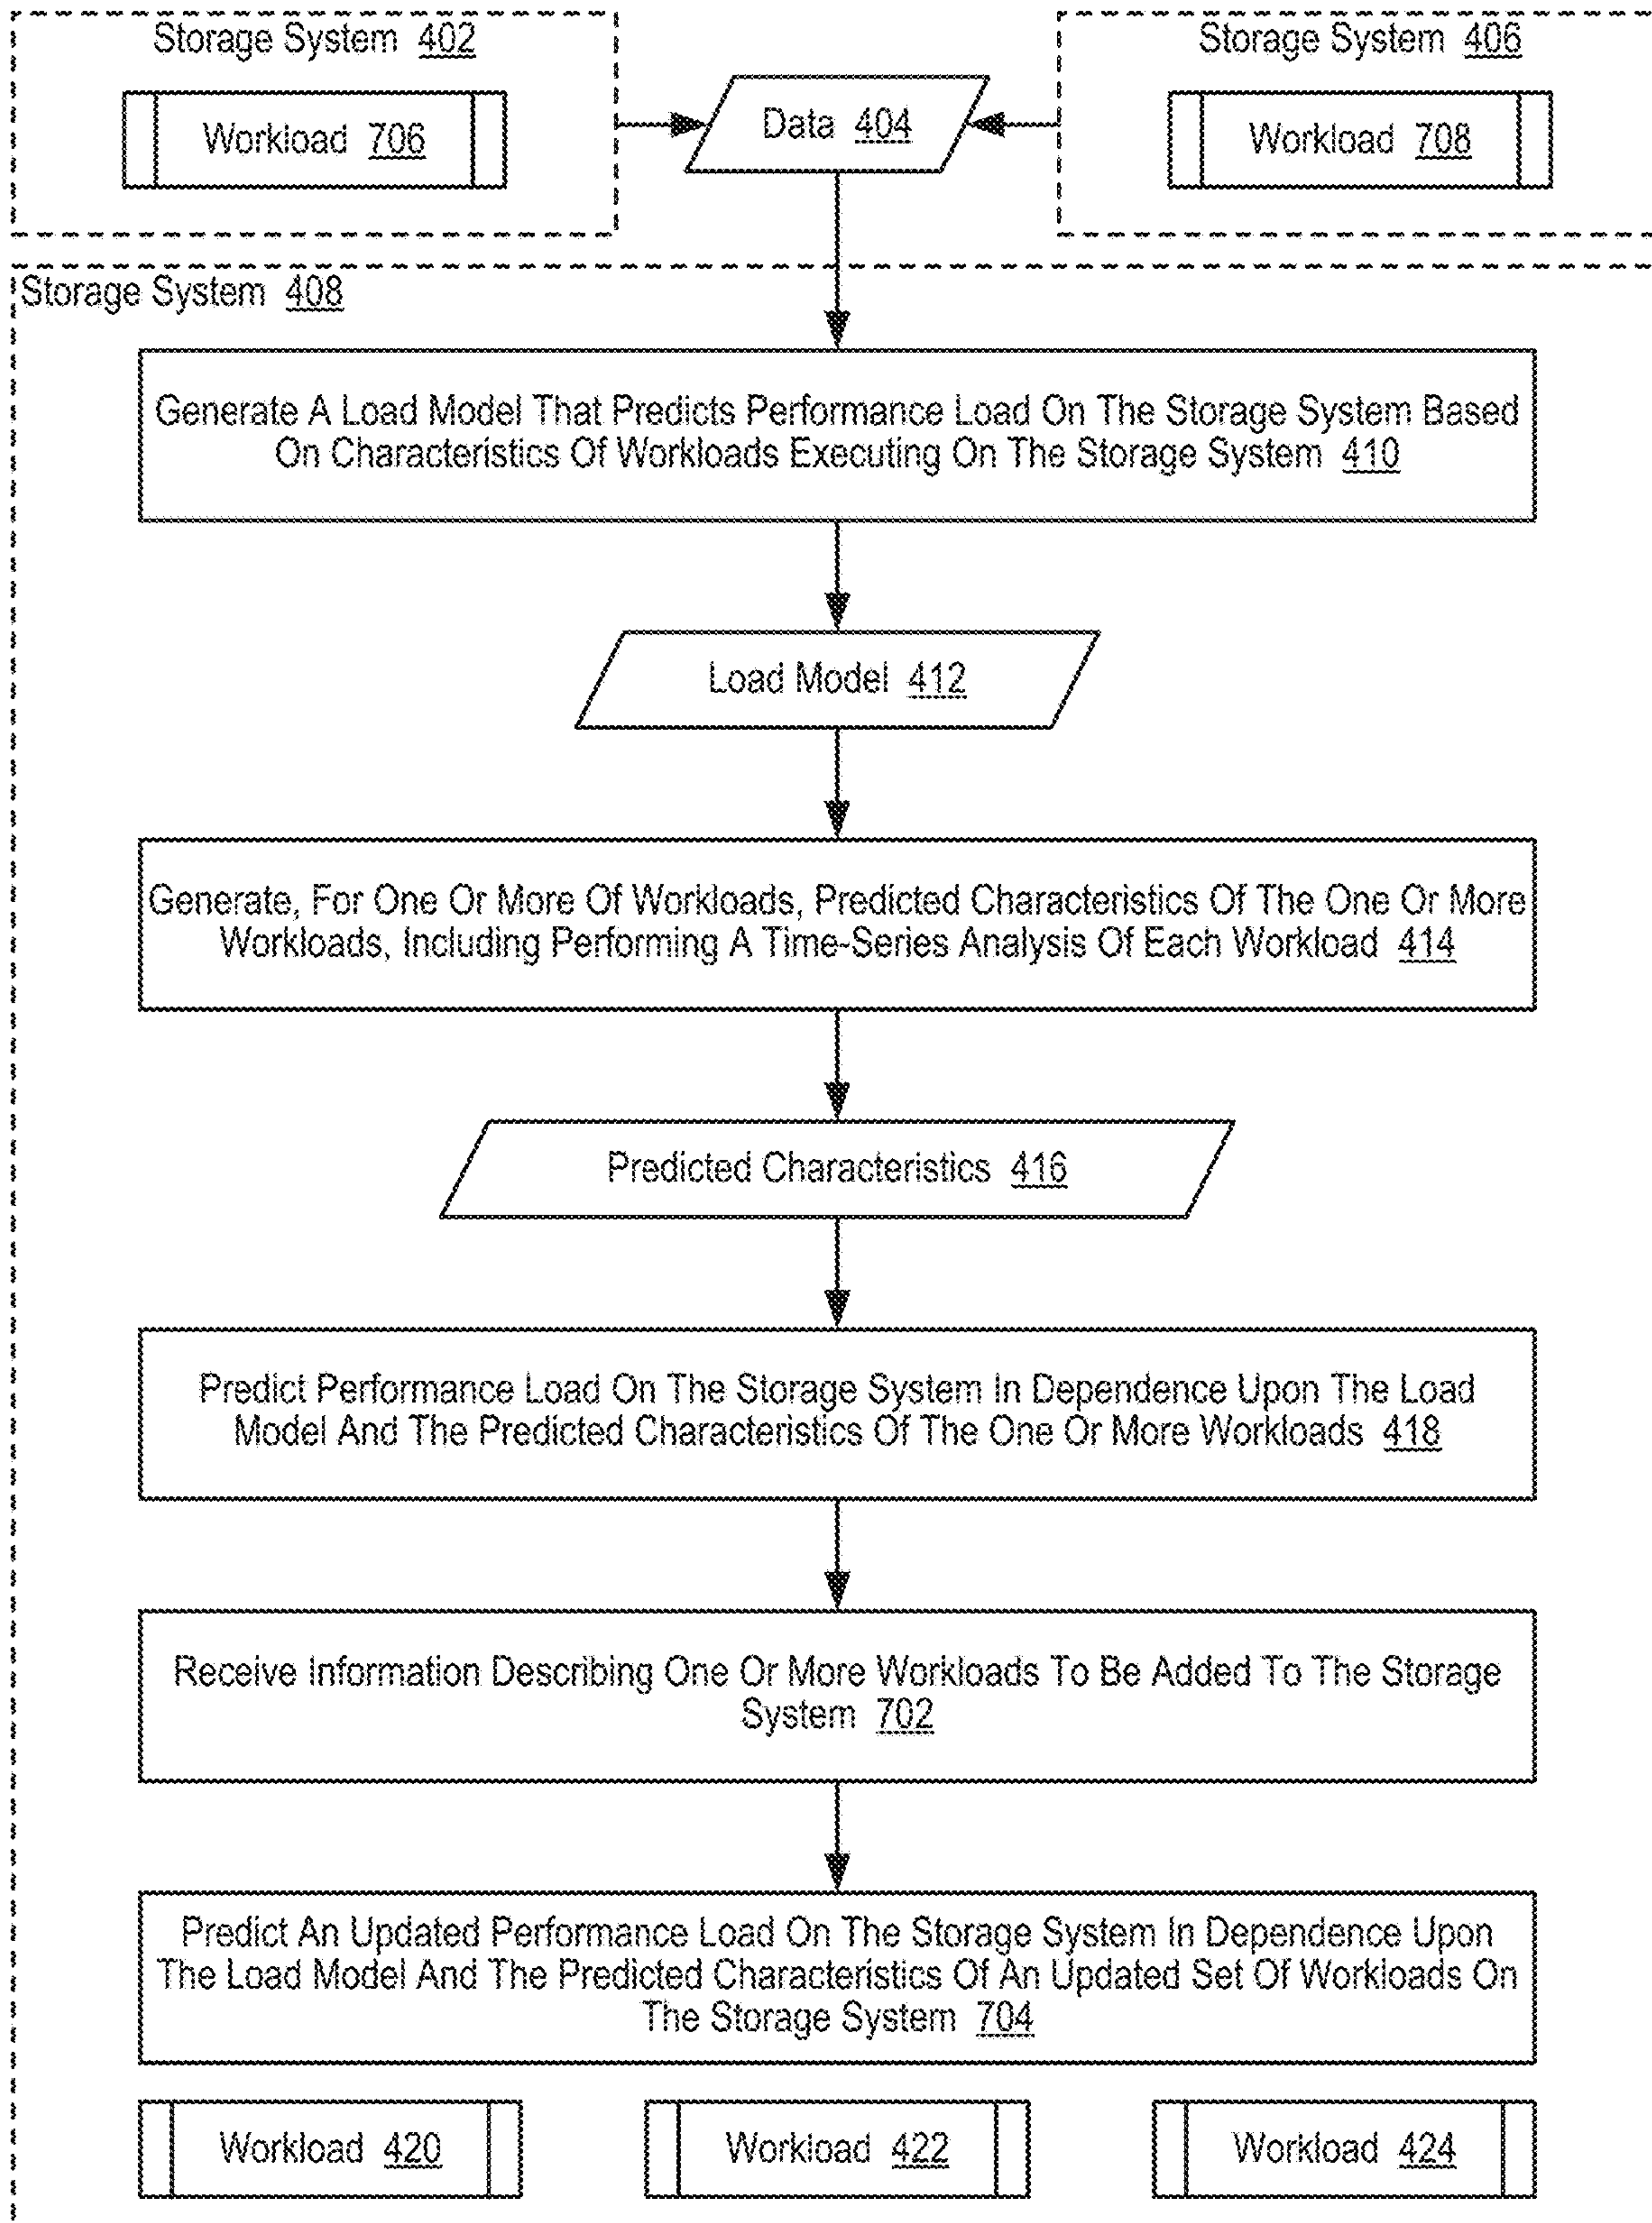 Storage System 402
Storage System 406
Workload 706
Data 404
Workload 708
Storage System 408
Generate A Load Model That Predicts Performance Load On The Storage System Based
On Characteristics Of Workloads Executing On The Storage System 410
Load Model 412
Generate, For One Or More Of Workloads, Predicted Characteristics Of The One Or More
Workloads, Including Performing A Time-Series Analysis Of Each Workload 414
Predicted Characteristics 416
Predict Performance Load On The Storage System In Dependence Upon The Load
Model And The Predicted Characteristics Of The One Or More Workloads 418
Receive Information Describing One Or More Workloads To Be Added To The Storage
System 702
Predict An Updated Performance Load On The Storage System In Dependence Upon
The Load Model And The Predicted Characteristics Of An Updated Set Of Workloads On
The Storage System 704
Workload 420
Workload 422
Workload 424